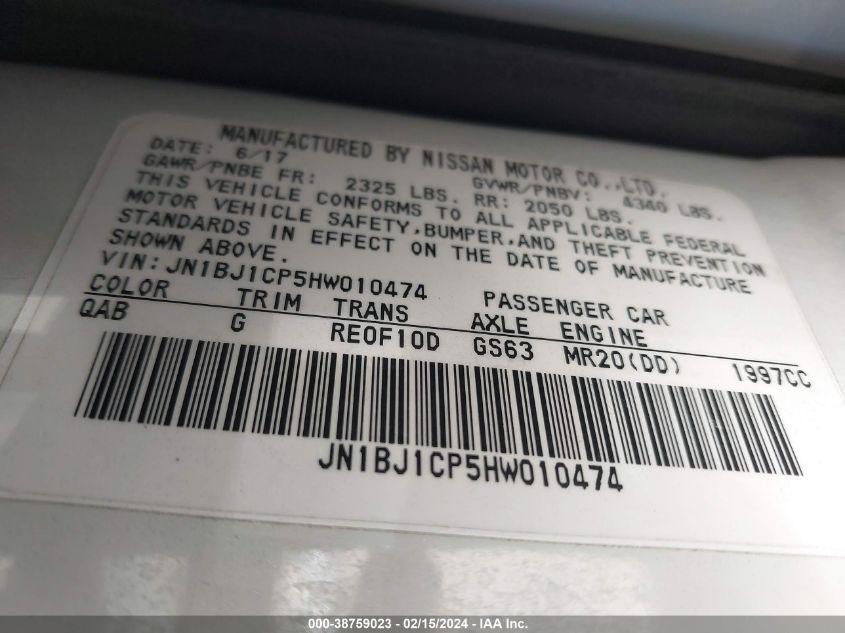 MANUFACTURED BY NISSAN MOTOR CO.,LTD.
DATE: 6/17 GVWR/PNBV: 4340 LBS.
GAWR/PNBE FR: 2325 LBS. RR: 2050 LBS.
THIS VEHICLE CONFORMS TO ALL APPLICABLE FEDERAL
MOTOR VEHICLE SAFETY,BUMPER,AND THEFT PREVENTION
STANDARDS IN EFFECT ON THE DATE OF MANUFACTURE
SHOWN ABOVE.
VIN:JN1BJ1CP5HW010474 PASSENGER CAR
COLOR TRIM TRANS AXLE ENGINE
QAB G RE0F10D GS63 MR20(DD) 1997CC
JN1BJ1CP5HW010474
000-38759023 - 02/15/2024 - IAA Inc.